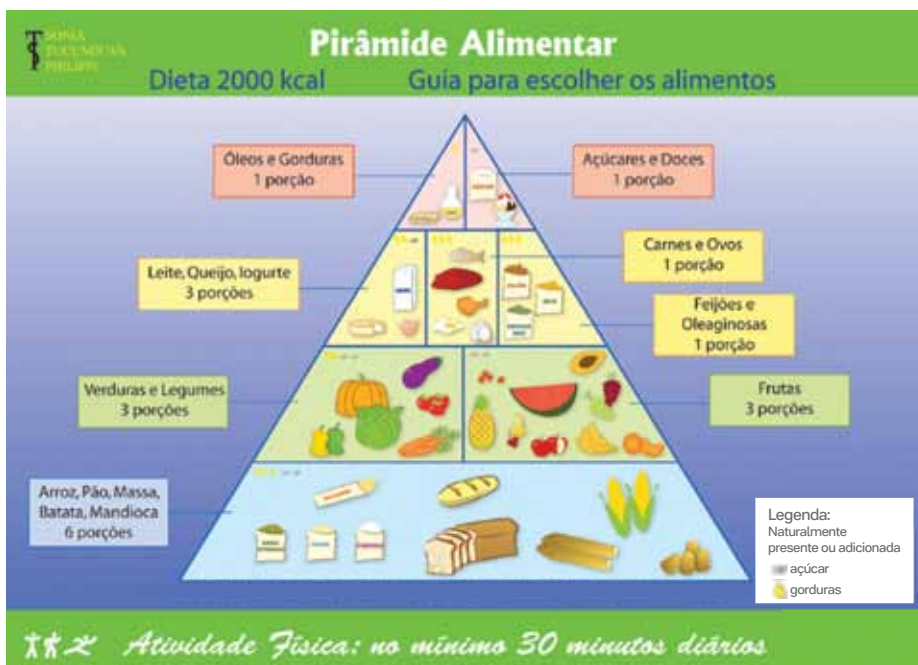 SONIA
TUCUNDUVA
PHILIPPI
Pirâmide Alimentar
Dieta 2000 kcal
Guia para escolher os alimentos
Óleos e Gorduras
1 porção
Açúcares e Doces
1 porção
Leite, Queijo, Iogurte
3 porções
Carnes e Ovos
1 porção
Feijões e
Oleaginosas
1 porção
Verduras e Legumes
3 porções
Frutas
3 porções
Arroz, Pão, Massa,
Batata, Mandioca
6 porções
Legenda:
Naturalmente
presente ou adicionada
açúcar
gorduras
Atividade Física: no mínimo 30 minutos diários